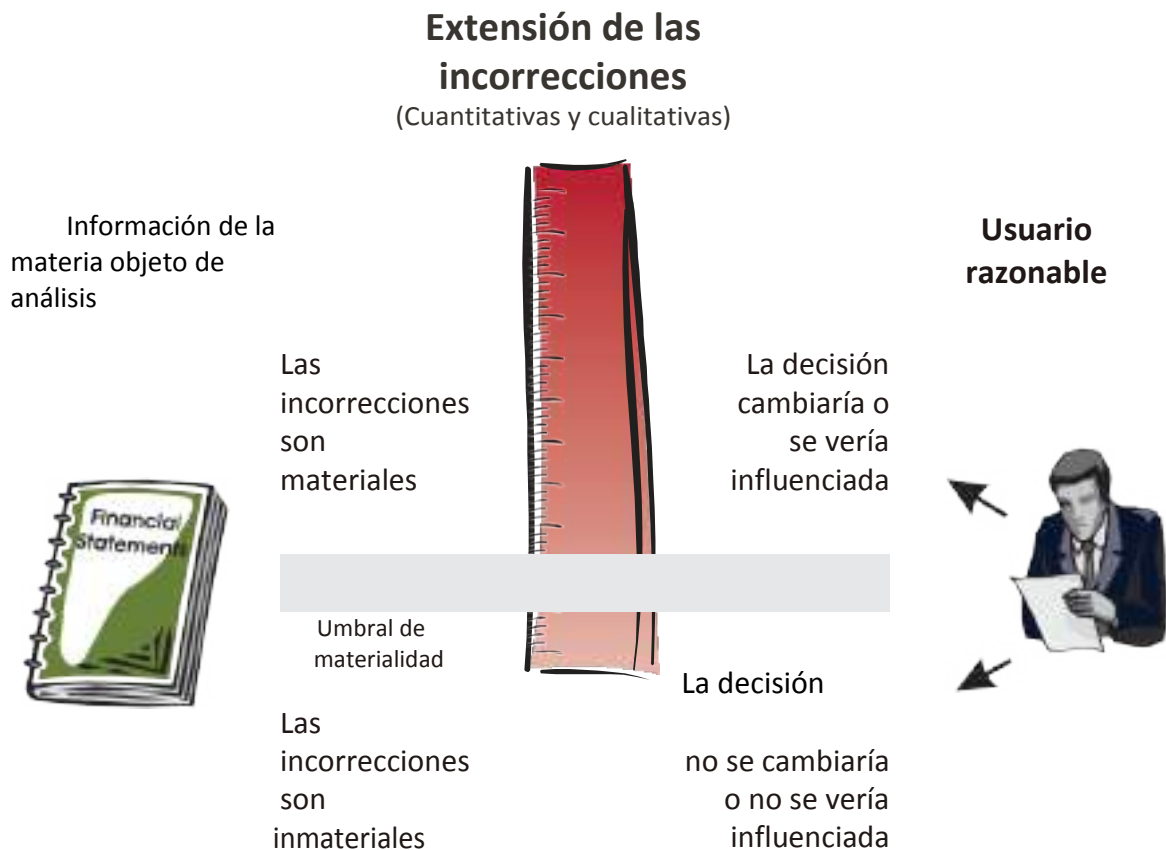 Extensión de las
incorrecciones
(Cuantitativas y cualitativas)
Información de la
materia objeto de
análisis
Usuario
razonable
Las
incorrecciones
son
materiales
La decisión
cambiaría o
se vería
influenciada
Financial
Statements
Umbral de
materialidad
Las
incorrecciones
son
inmateriales
La decisión
no se cambiaría
o no se vería
influenciada